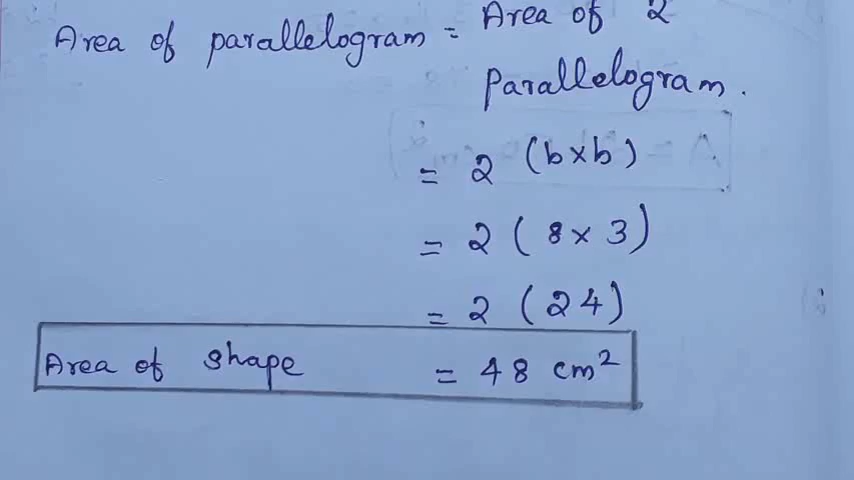 Area of parallelogram = Area of 2
parallelogram.
= 2 (b×b)
= 2 ( 8 × 3 )
= 2 ( 24 )
Area of shape = 48 cm²